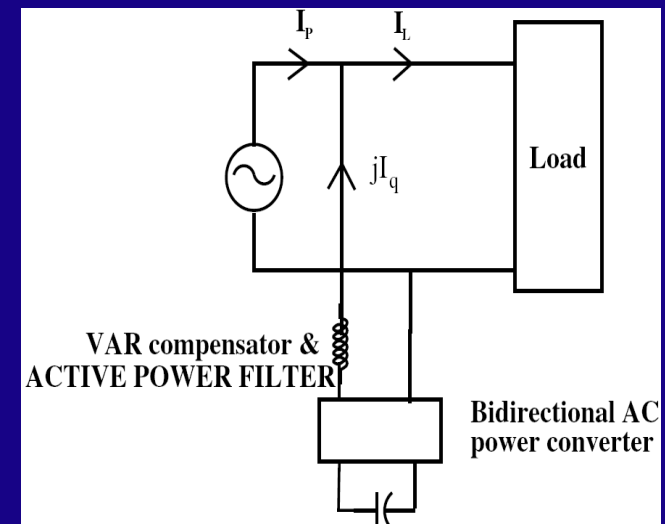 I_P
I_L
jI_q
Load
VAR compensator &
ACTIVE POWER FILTER
Bidirectional AC
power converter